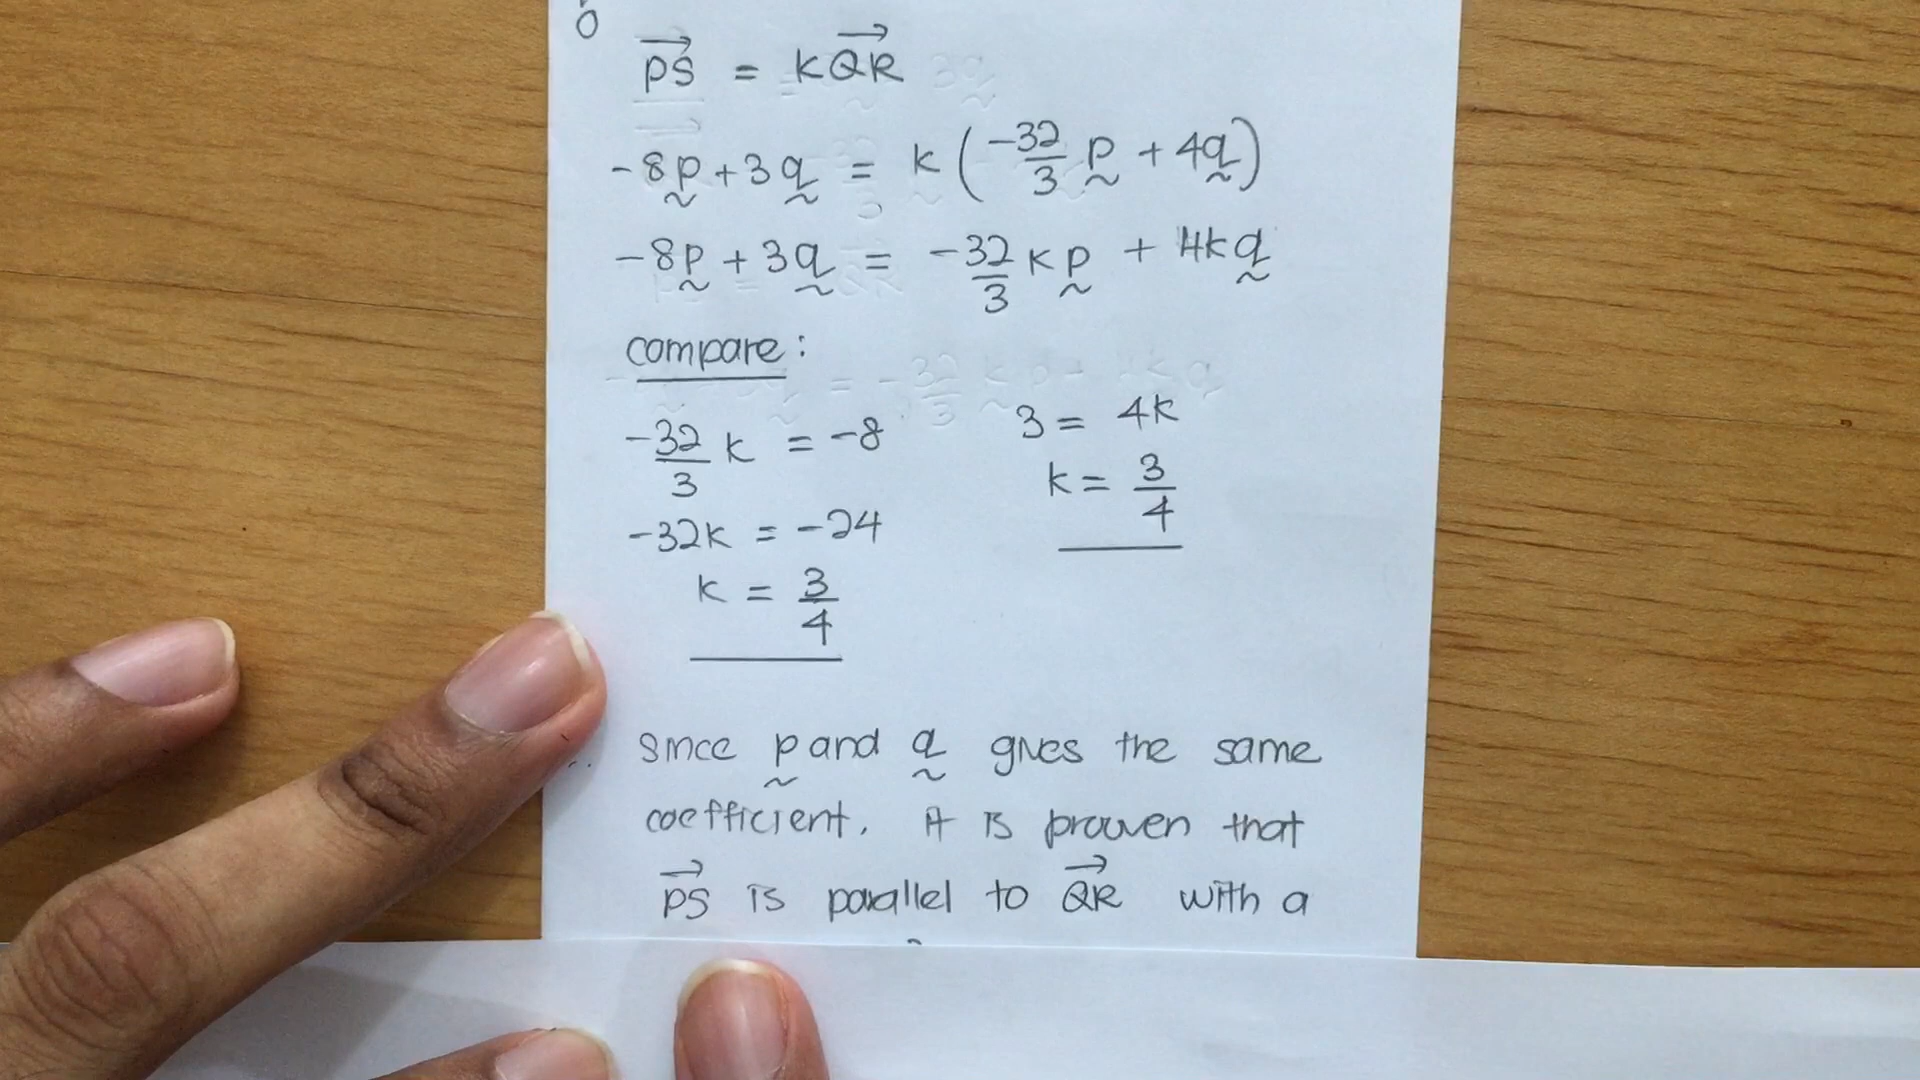 PS = kQR
-8p + 3q = k(-32/3 p + 4q)
-8p + 3q = -32/3 kp + 4kq
compare:
-32/3 k = -8
-32k = -24
k = 3/4
3 = 4k
k = 3/4
since p and q gives the same
coefficient. It is proven that
PS is parallel to QR with a